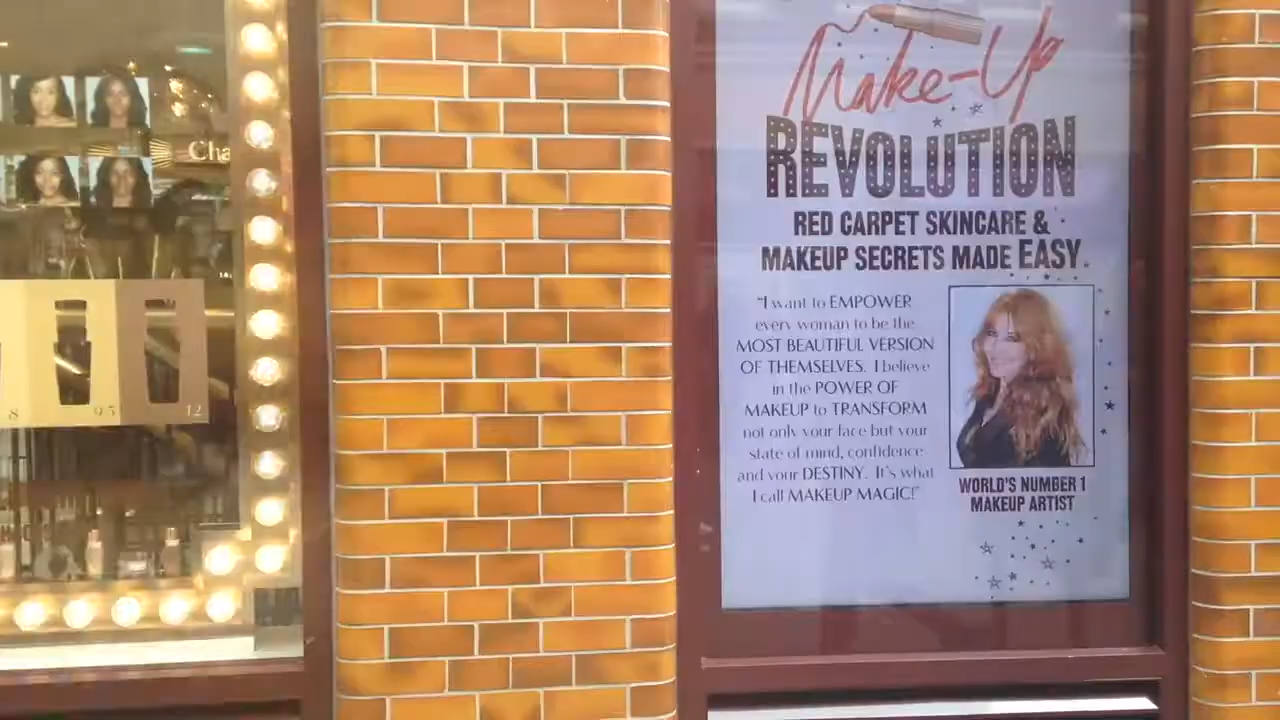 Cha
8 9.5 12
Make-Up
REVOLUTION
RED CARPET SKINCARE &
MAKEUP SECRETS MADE EASY.
"I want to EMPOWER
every woman to be the
MOST BEAUTIFUL VERSION
OF THEMSELVES. I believe
in the POWER OF
MAKEUP to TRANSFORM
not only your face but your
state of mind, confidence
and your DESTINY. It's what
I call MAKEUP MAGIC!"
WORLD'S NUMBER 1
MAKEUP ARTIST